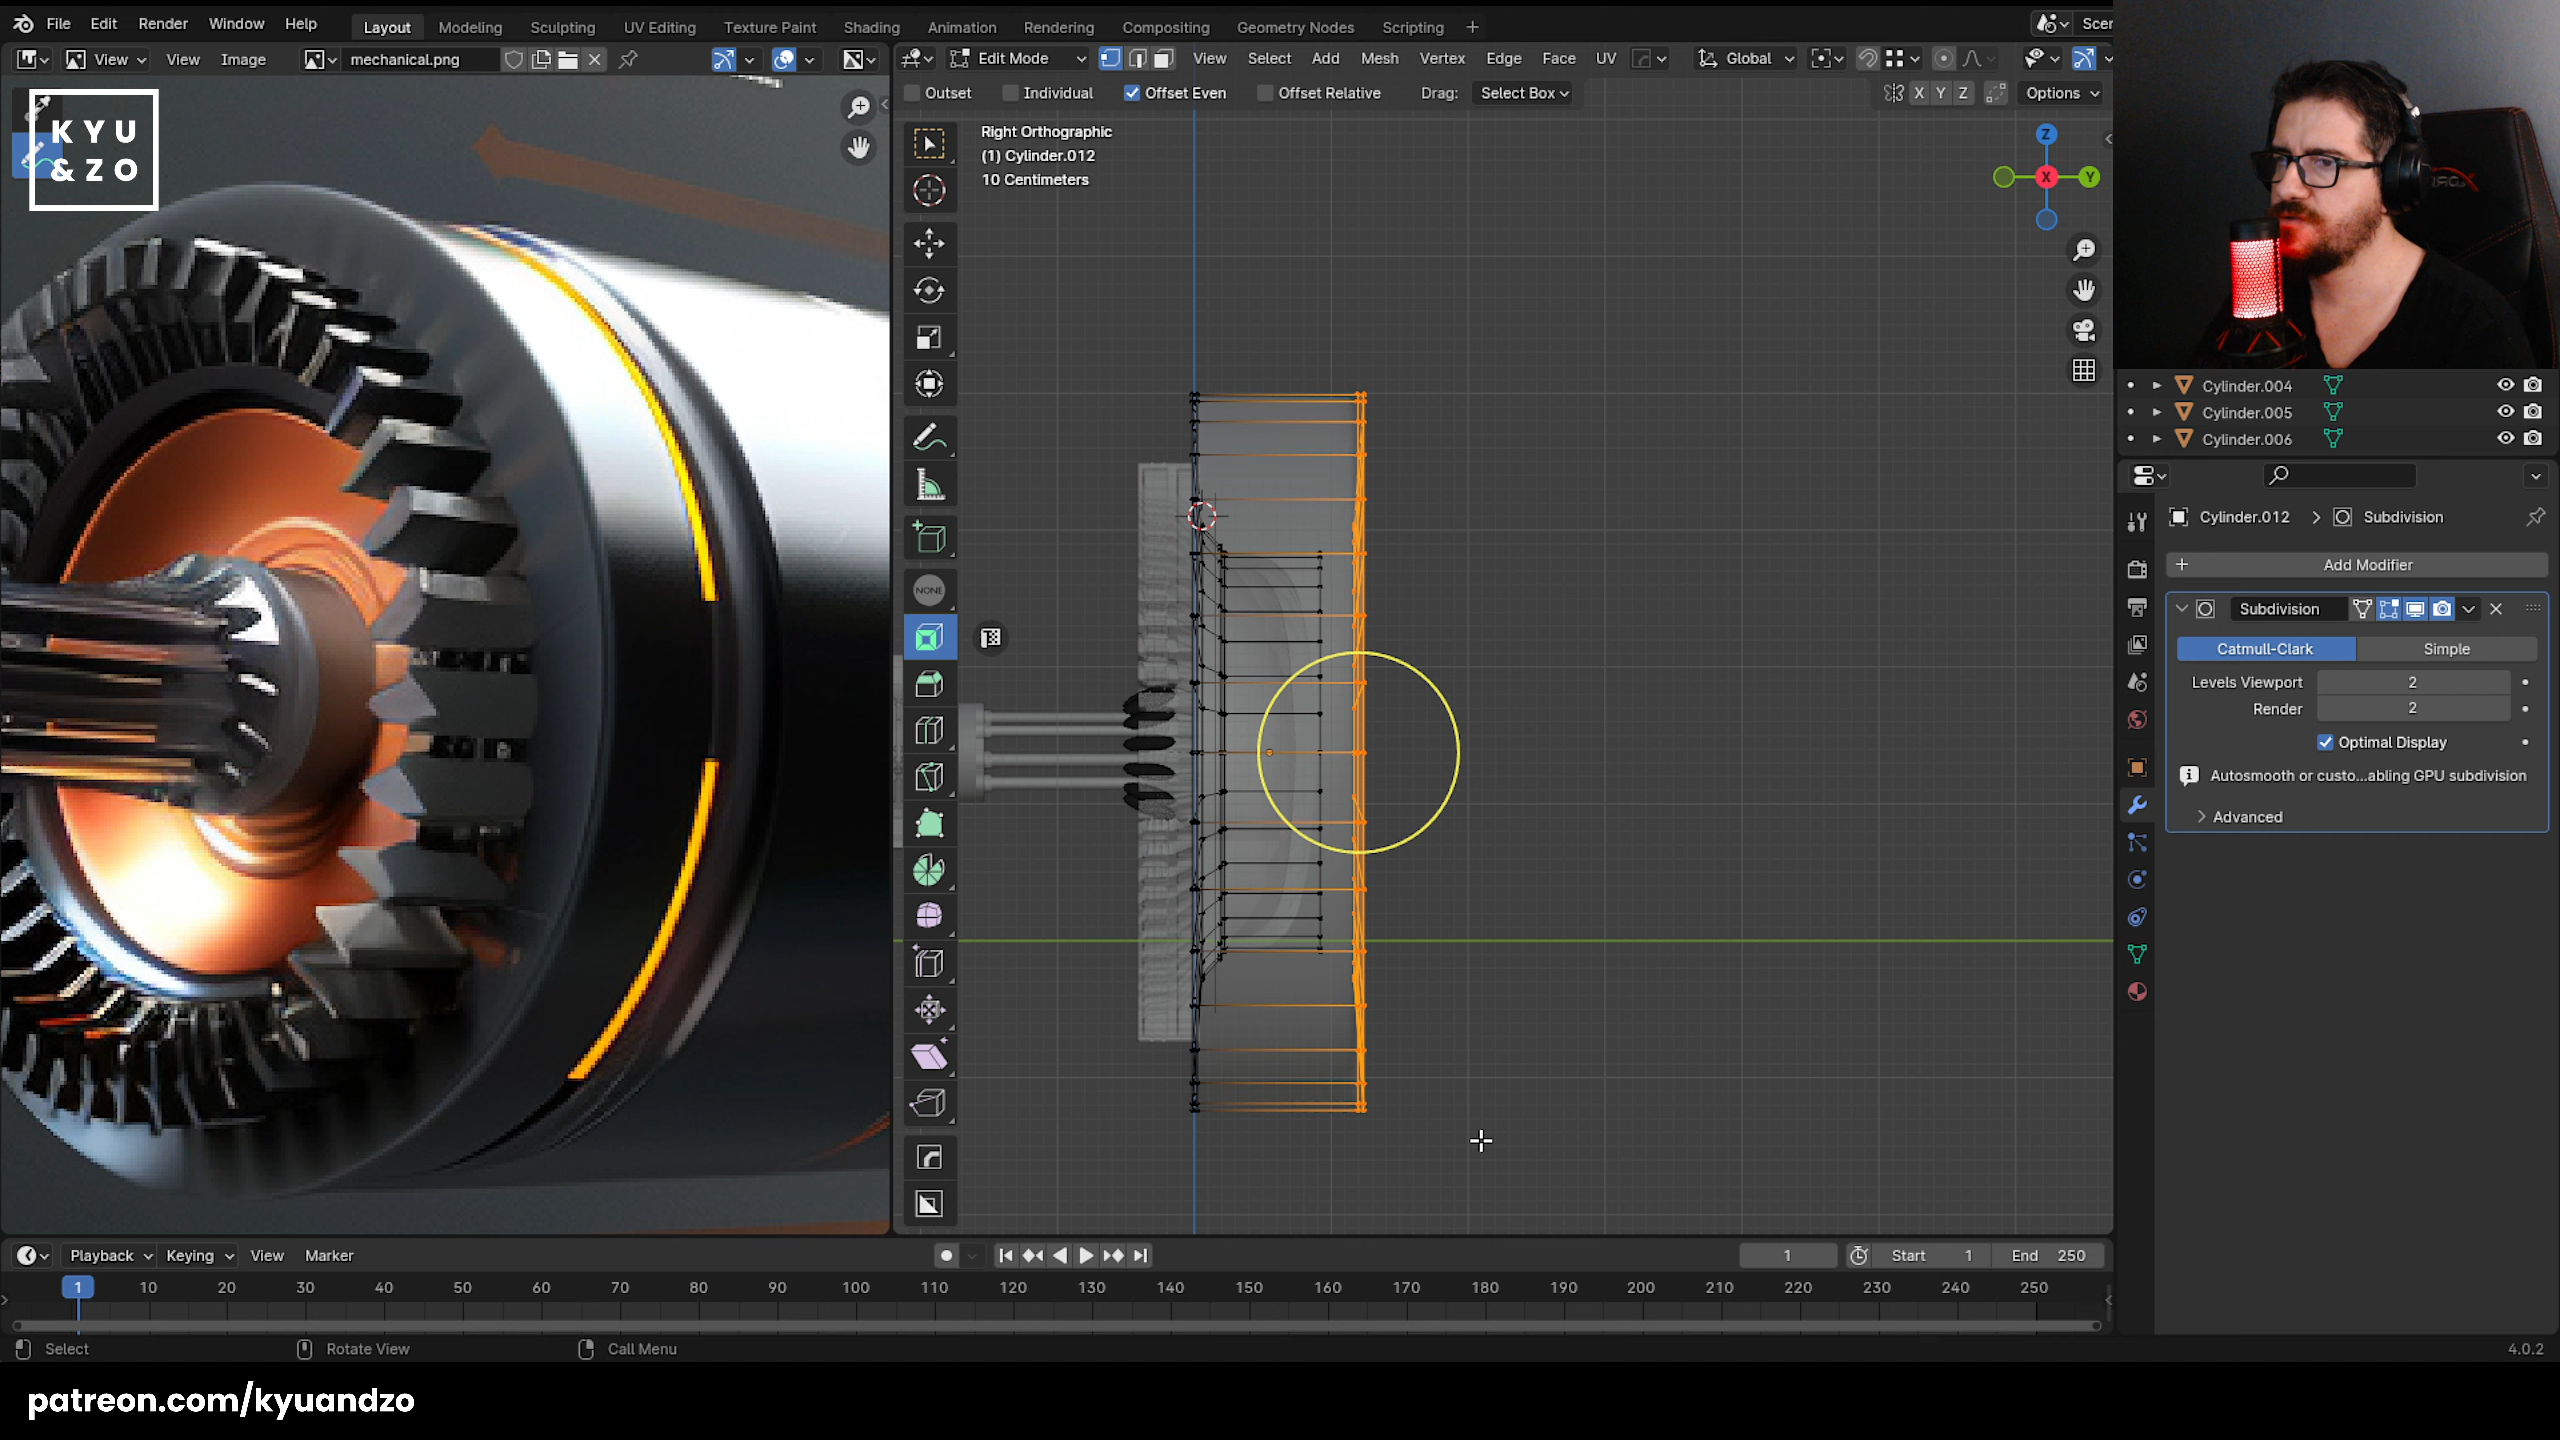 File Edit Render Window Help Layout Modeling Sculpting UV Editing Texture Paint Shading Animation Rendering Compositing Geometry Nodes Scripting + Scer
View View Image mechanical.png
Edit Mode View Select Add Mesh Vertex Edge Face UV Global
Outset Individual Offset Even Offset Relative Drag: Select Box X Y Z Options
KYU
&ZO
Right Orthographic
(1) Cylinder.012
10 Centimeters
Z
X
Y
NONE
Cylinder.004
Cylinder.005
Cylinder.006
Cylinder.012 > Subdivision
+ Add Modifier
Subdivision
Catmull-Clark Simple
Levels Viewport 2
Render 2
Optimal Display
Autosmooth or custo...abling GPU subdivision
Advanced
Playback Keying View Marker 1 Start 1 End 250
1 10 20 30 40 50 60 70 80 90 100 110 120 130 140 150 160 170 180 190 200 210 220 230 240 250
Select Rotate View Call Menu 4.0.2
patreon.com/kyuandzo